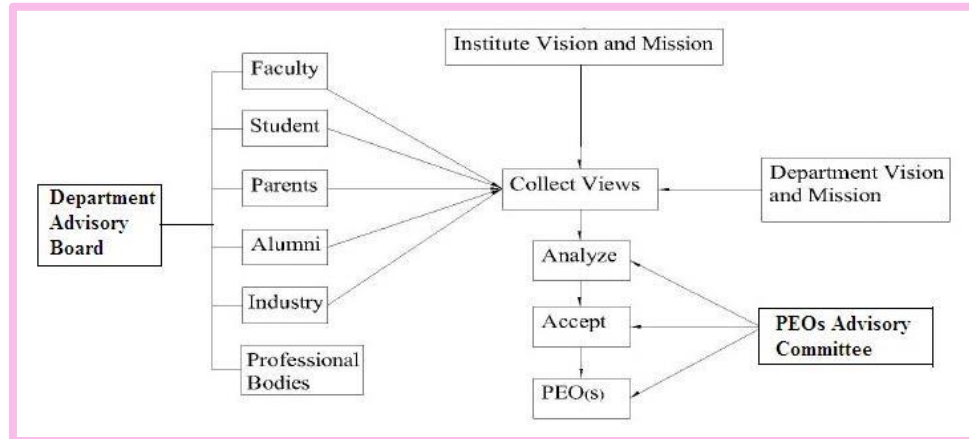 Institute Vision and Mission
Faculty
Student
Parents
Alumni
Industry
Professional
Bodies
Department
Advisory
Board
Collect Views
Department Vision
and Mission
Analyze
Accept
PEO(s)
PEOs Advisory
Committee